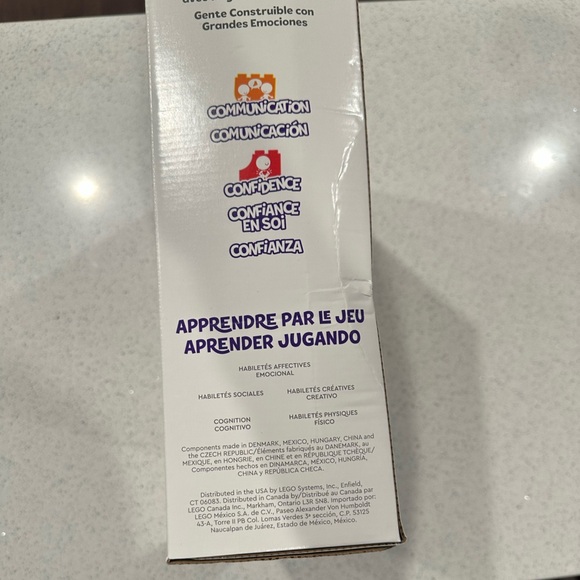 Gente Construible con
Grandes Emociones
COMMUNICATION
COMUNICACIÓN
CONFIDENCE
CONFIANCE
EN SOI
CONFIANZA
APPRENDRE PAR LE JEU
APRENDER JUGANDO
HABILETÉS AFFECTIVES
EMOCIONAL
HABILETÉS SOCIALES
HABILETÉS CRÉATIVES
CREATIVO
COGNITION
COGNITIVO
HABILETÉS PHYSIQUES
FÍSICO
Components made in DENMARK, MEXICO, HUNGARY, CHINA and
the CZECH REPUBLIC/Éléments fabriqués au DANEMARK, au
MEXIQUE, en HONGRIE, en CHINE et en RÉPUBLIQUE TCHÈQUE/
Componentes hechos en DINAMARCA, MÉXICO, HUNGRÍA,
CHINA y REPÚBLICA CHECA.
Distributed in the USA by LEGO Systems, Inc., Enfield,
CT 06083. Distributed in Canada by/Distribué au Canada par
LEGO Canada Inc., Markham, Ontario L3R 5N8. Importado por:
LEGO México S.A. de C.V., Paseo Alexander Von Humboldt
43-A, Torre II PB Col. Lomas Verdes 3ª sección, C.P. 53125
Naucalpan de Juárez, Estado de México, México.